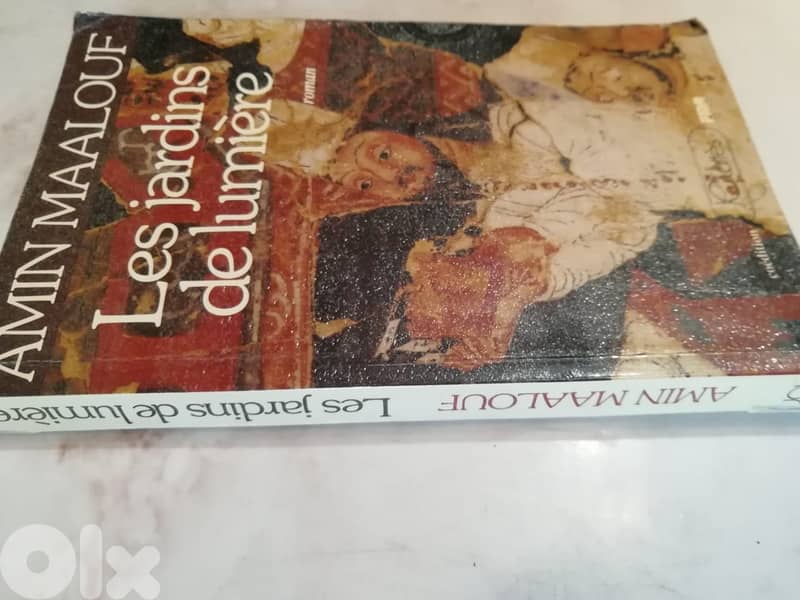 AMIN MAALOUF
Les jardins
de lumière
roman
AMIN MAALOUF
Les jardins de lumière
OLX